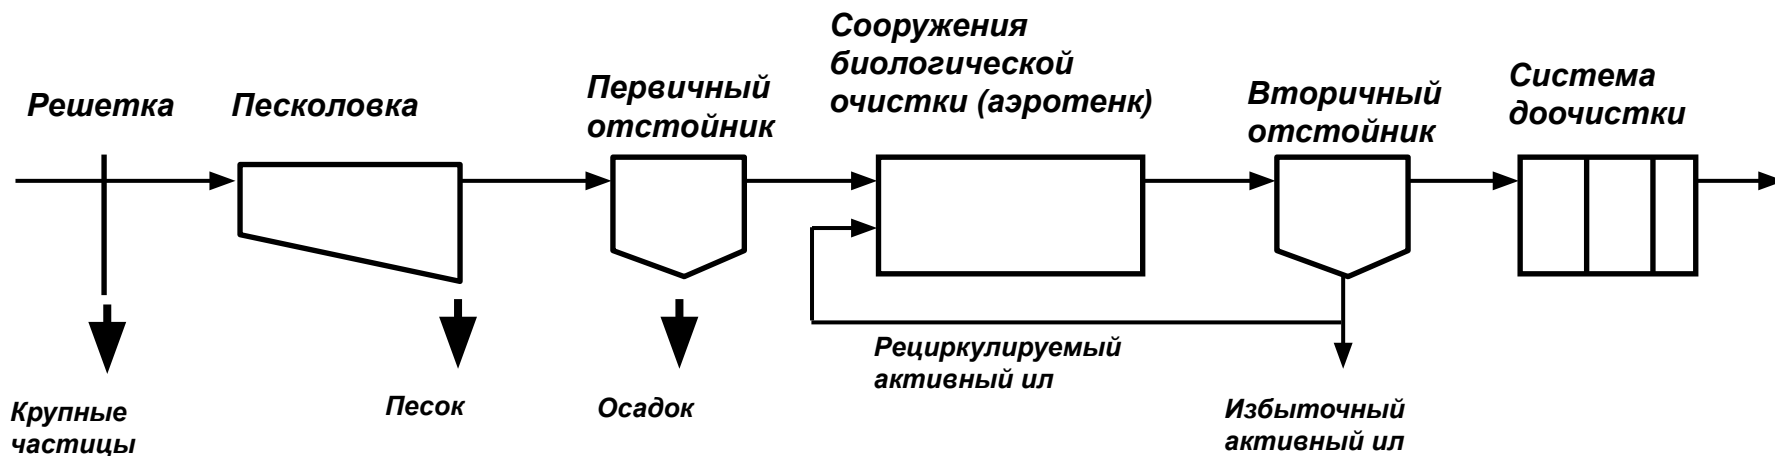 Решетка
Песколовка
Первичный
отстойник
Сооружения
биологической
очистки (аэротенк)
Вторичный
отстойник
Система
доочистки
Крупные
частицы
Песок
Осадок
Рециркулируемый
активный ил
Избыточный
активный ил